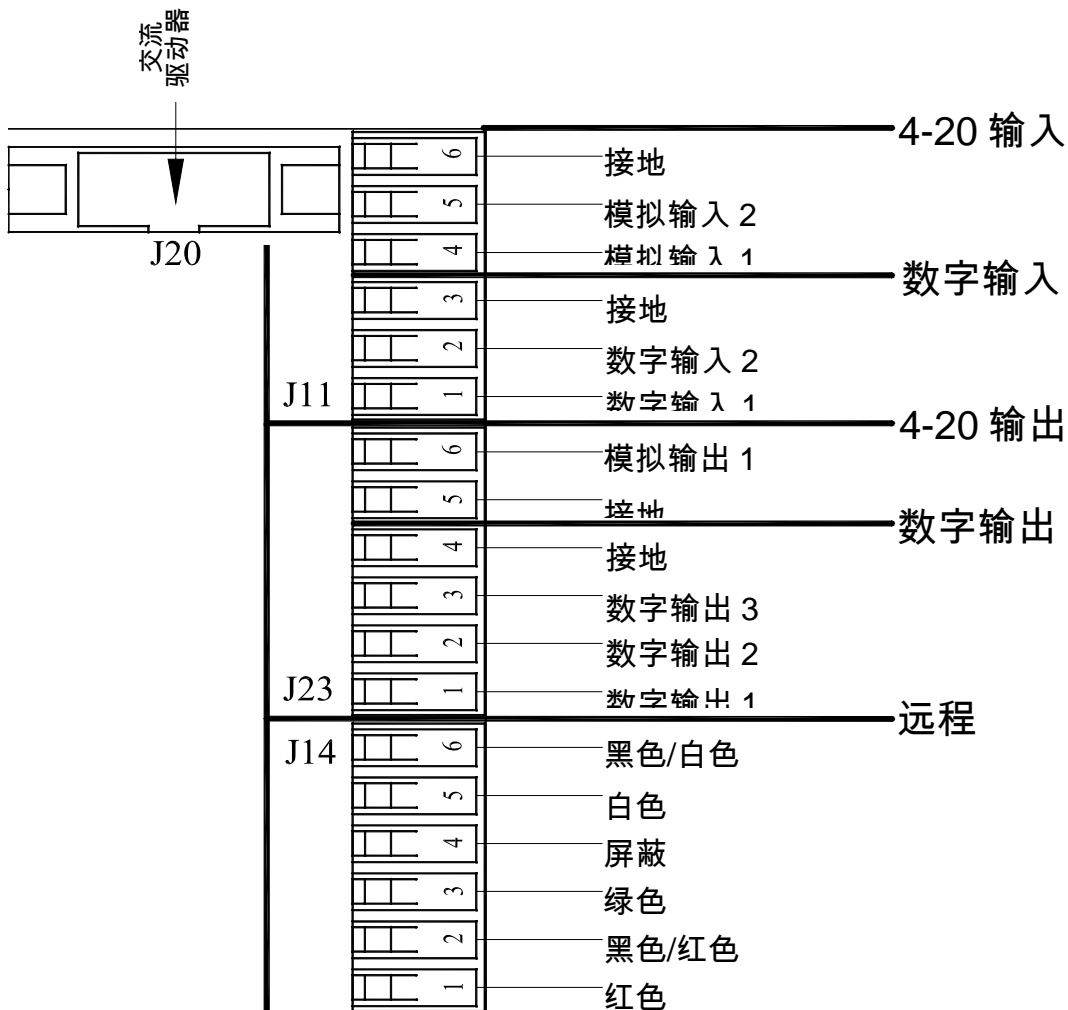 交流
驱动器
4-20 输入
6
接地
5
模拟输入 2
J20
4
模拟输入 1
数字输入
3
接地
2
数字输入 2
J11
1
数字输入 1
4-20 输出
6
模拟输出 1
5
接地
数字输出
4
接地
3
数字输出 3
2
数字输出 2
J23
1
数字输出 1
远程
J14
6
黑色/白色
5
白色
4
屏蔽
3
绿色
2
黑色/红色
1
红色